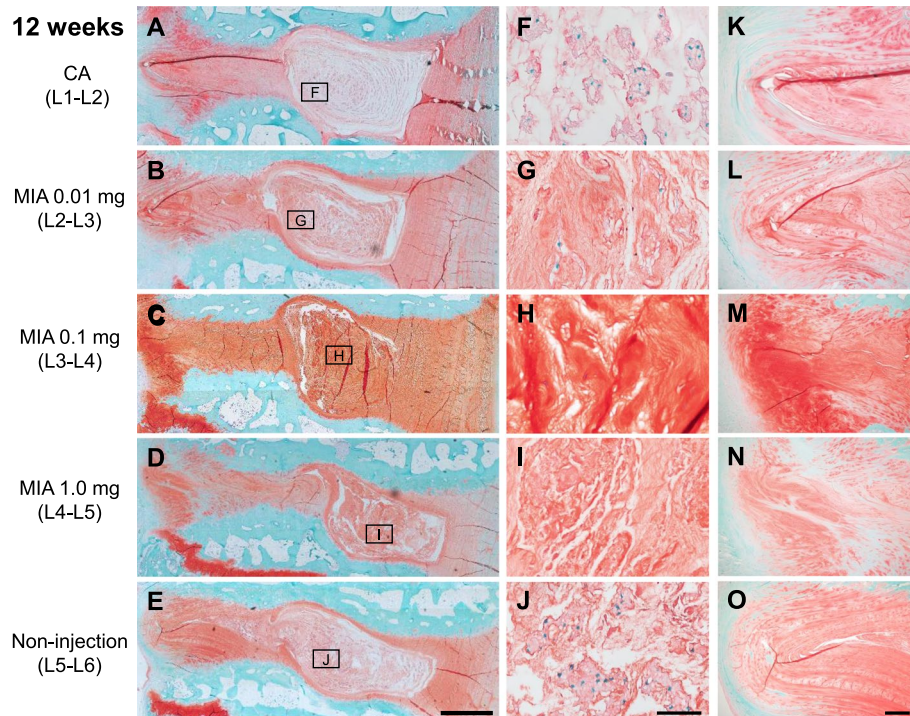 12 weeks
A
F
K
CA
(L1-L2)
F
B
G
L
MIA 0.01 mg
(L2-L3)
G
C
H
M
MIA 0.1 mg
(L3-L4)
H
D
I
N
MIA 1.0 mg
(L4-L5)
I
E
J
O
Non-injection
(L5-L6)
J